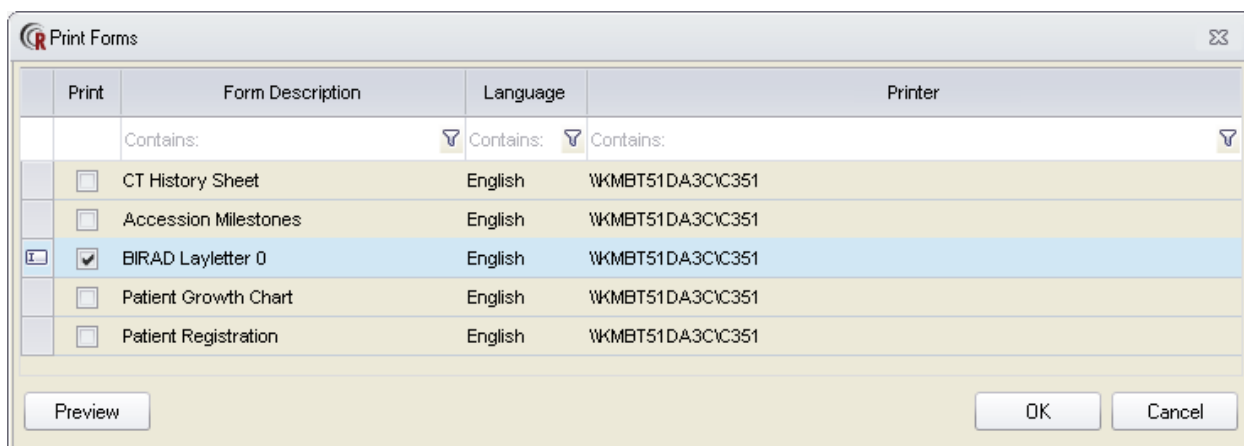 Print Forms
Print Form Description Language Printer
Contains: Contains: Contains:
CT History Sheet English \\KMBT51DA3C\C351
Accession Milestones English \\KMBT51DA3C\C351
BIRAD Layletter 0 English \\KMBT51DA3C\C351
Patient Growth Chart English \\KMBT51DA3C\C351
Patient Registration English \\KMBT51DA3C\C351
Preview OK Cancel